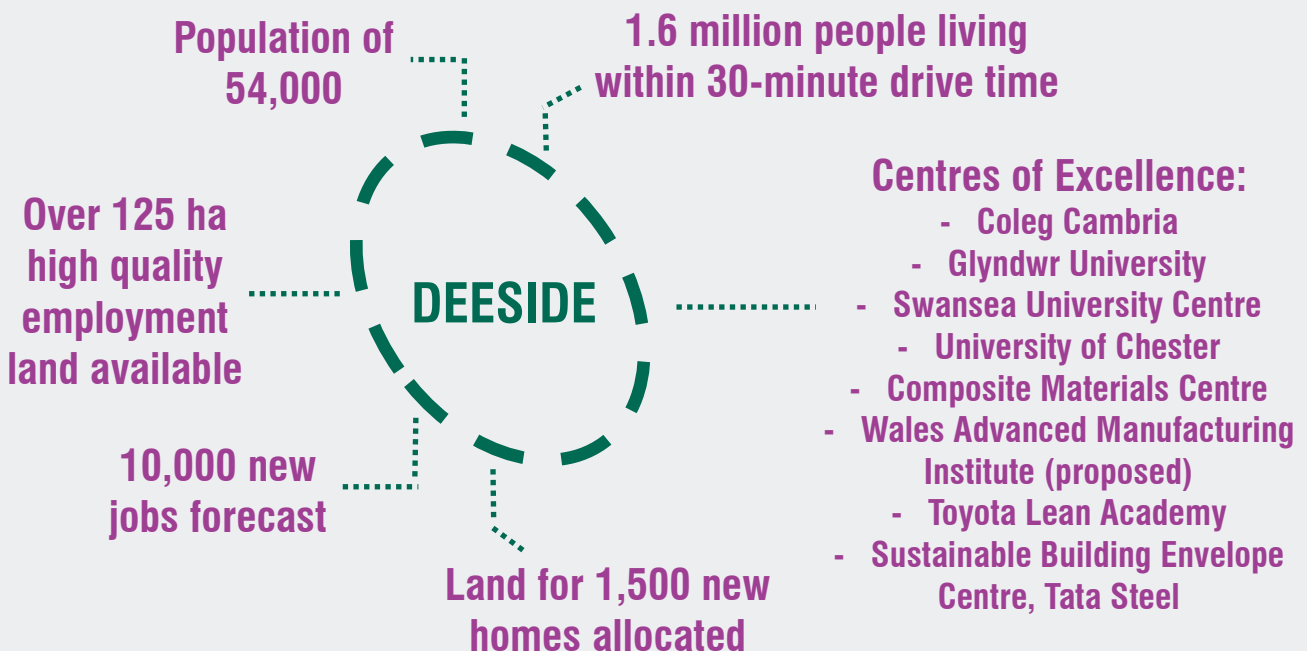 Population of
54,000
1.6 million people living
within 30-minute drive time
Over 125 ha
high quality
employment
land available
DEESIDE
Centres of Excellence:
- Coleg Cambria
- Glyndwr University
- Swansea University Centre
- University of Chester
- Composite Materials Centre
- Wales Advanced Manufacturing
Institute (proposed)
- Toyota Lean Academy
- Sustainable Building Envelope
Centre, Tata Steel
10,000 new
jobs forecast
Land for 1,500 new
homes allocated